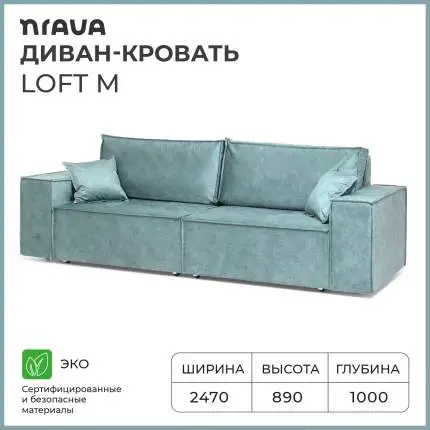 nrava
ДИВАН-КРОВАТЬ
LOFT M
ЭКО
Сертифицированные
и безопасные
материалы
ШИРИНА ВЫСОТА ГЛУБИНА
2470 890 1000